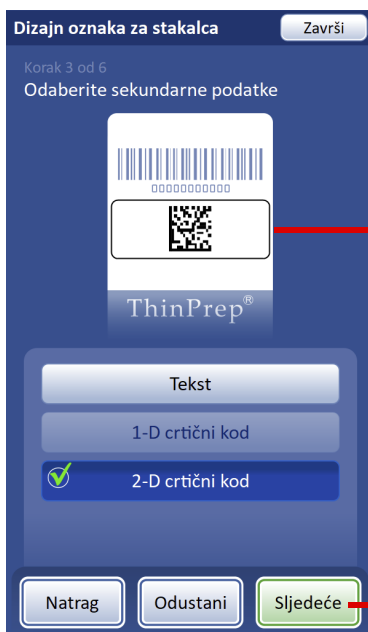 Dizajn oznaka za stakalca
Završi
Korak 3 od 6
Odaberite sekundarne podatke
00000000000
ThinPrep®
Tekst
1-D crtični kod
2-D crtični kod
Natrag
Odustani
Sljedeće